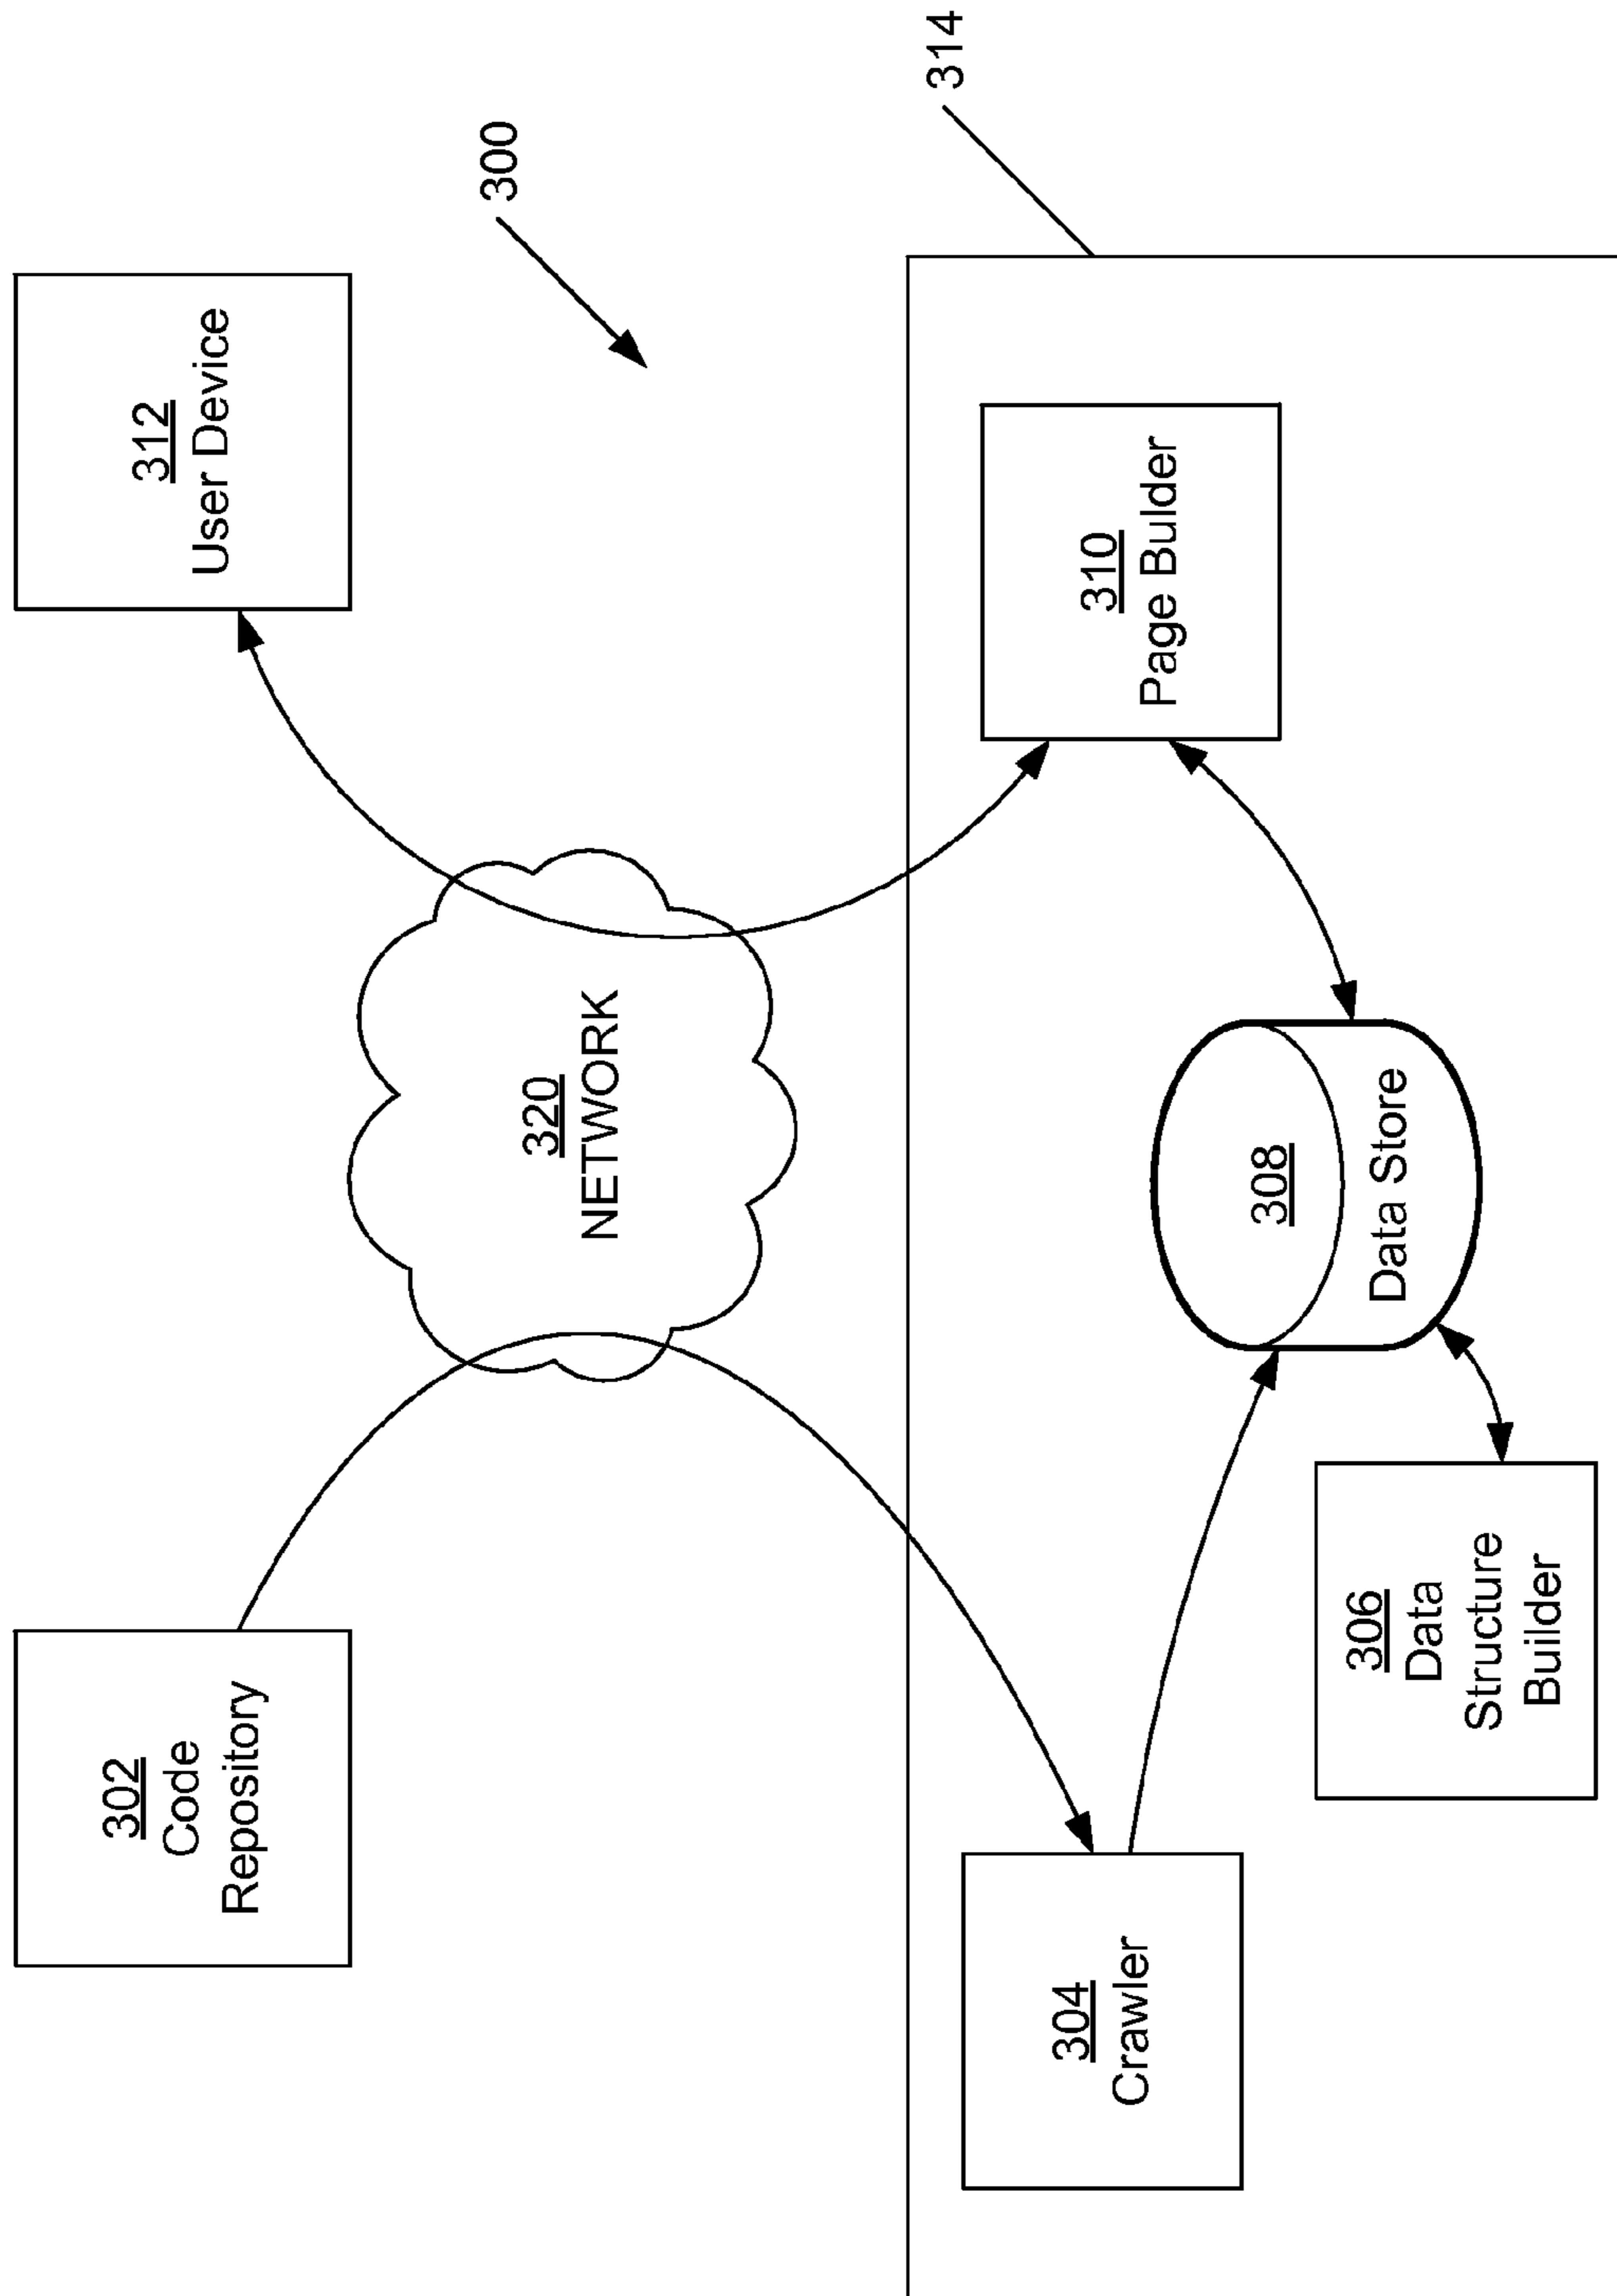 302
Code
Repository
312
User Device
300
320
NETWORK
314
304
Crawler
308
Data Store
310
Page Bulder
306
Data
Structure
Builder